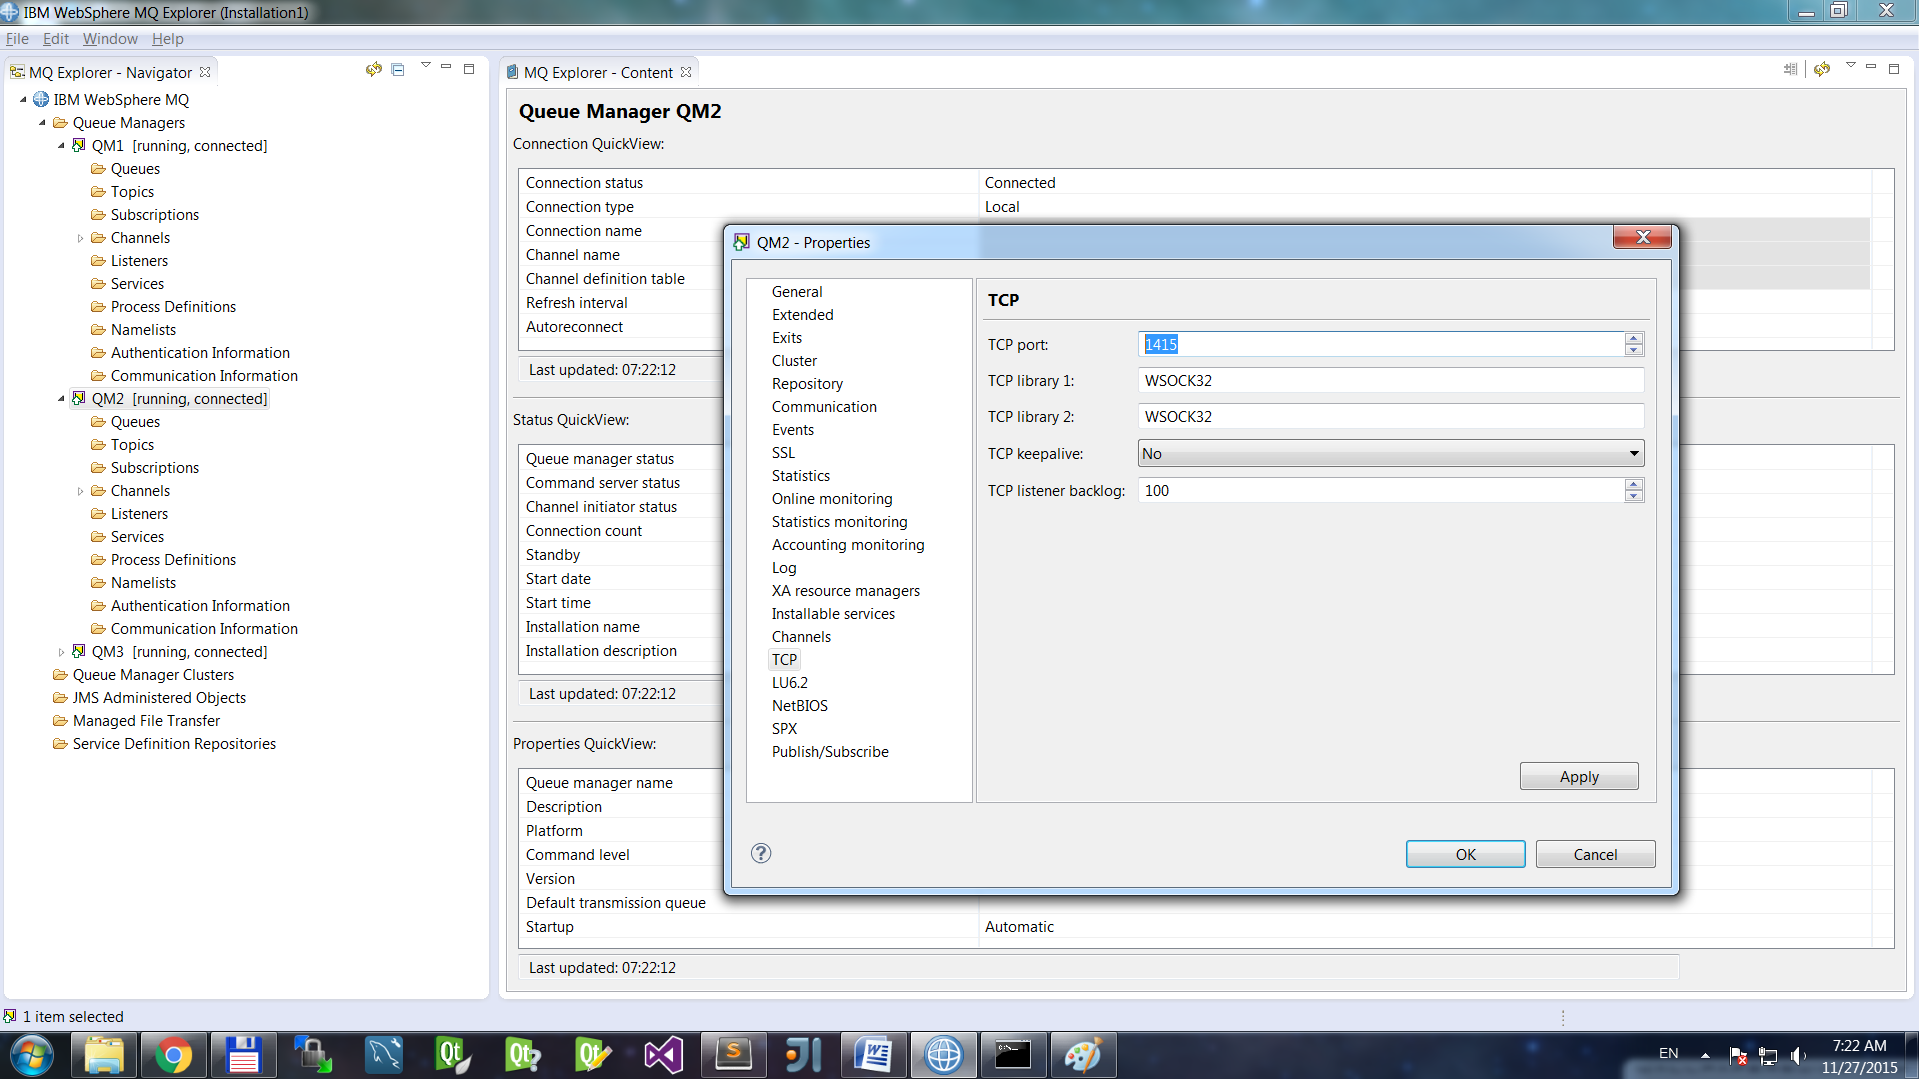 IBM WebSphere MQ Explorer (Installation1)
File Edit Window Help
MQ Explorer - Navigator
IBM WebSphere MQ
Queue Managers
QM1 [running, connected]
Queues
Topics
Subscriptions
Channels
Listeners
Services
Process Definitions
Namelists
Authentication Information
Communication Information
QM2 [running, connected]
Queues
Topics
Subscriptions
Channels
Listeners
Services
Process Definitions
Namelists
Authentication Information
Communication Information
QM3 [running, connected]
Queue Manager Clusters
JMS Administered Objects
Managed File Transfer
Service Definition Repositories
MQ Explorer - Content
Queue Manager QM2
Connection QuickView:
Connection status Connected
Connection type Local
Connection name
Channel name
Channel definition table
Refresh interval
Autoreconnect
Last updated: 07:22:12
Status QuickView:
Queue manager status
Command server status
Channel initiator status
Connection count
Standby
Start date
Start time
Installation name
Installation description
Last updated: 07:22:12
Properties QuickView:
Queue manager name
Description
Platform
Command level
Version
Default transmission queue
Startup Automatic
Last updated: 07:22:12
QM2 - Properties
General
Extended
Exits
Cluster
Repository
Communication
Events
SSL
Statistics
Online monitoring
Statistics monitoring
Accounting monitoring
Log
XA resource managers
Installable services
Channels
TCP
LU6.2
NetBIOS
SPX
Publish/Subscribe
TCP
TCP port: 1415
TCP library 1: WSOCK32
TCP library 2: WSOCK32
TCP keepalive: No
TCP listener backlog: 100
Apply
OK Cancel
1 item selected
EN
7:22 AM
11/27/2015